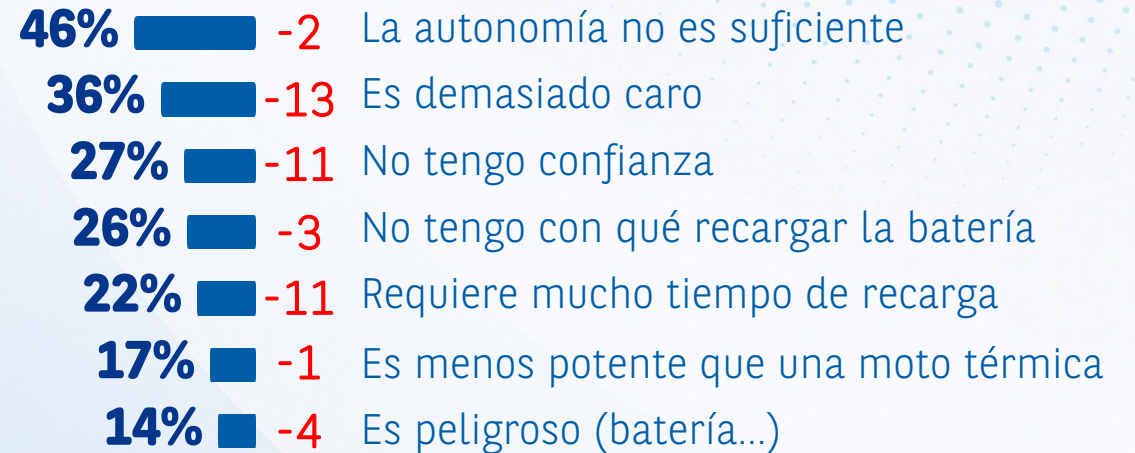 46% -2 La autonomía no es suficiente
36% -13 Es demasiado caro
27% -11 No tengo confianza
26% -3 No tengo con qué recargar la batería
22% -11 Requiere mucho tiempo de recarga
17% -1 Es menos potente que una moto térmica
14% -4 Es peligroso (batería...)